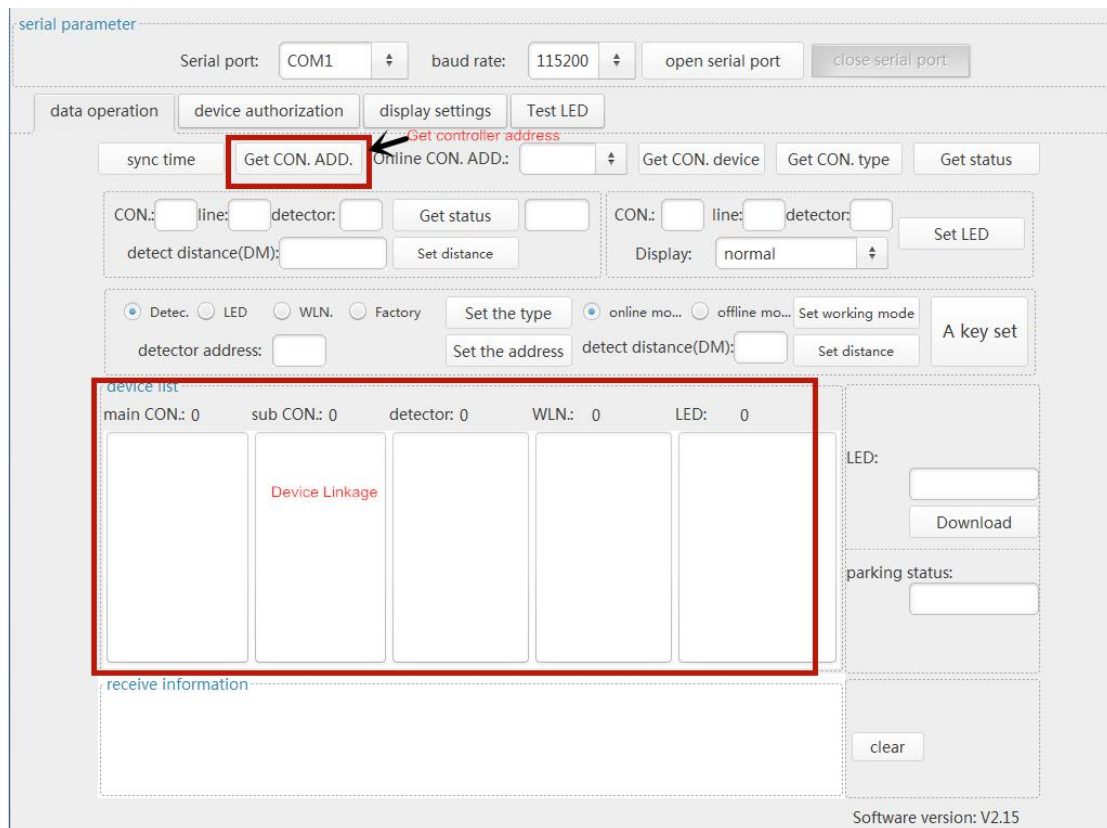 serial parameter
Serial port: COM1 baud rate: 115200 open serial port close serial port
data operation device authorization display settings Test LED
Get controller address
sync time Get CON. ADD. Online CON. ADD.: Get CON. device Get CON. type Get status
CON.: line: detector: Get status CON.: line: detector:
Set LED
detect distance(DM): Set distance Display: normal
Detec. LED WLN. Factory Set the type online mo... offline mo... Set working mode
A key set
detector address: Set the address detect distance(DM): Set distance
device list
main CON.: 0 sub CON.: 0 detector: 0 WLN.: 0 LED: 0
LED:
Device Linkage
Download
parking status:
receive information
clear
Software version: V2.15